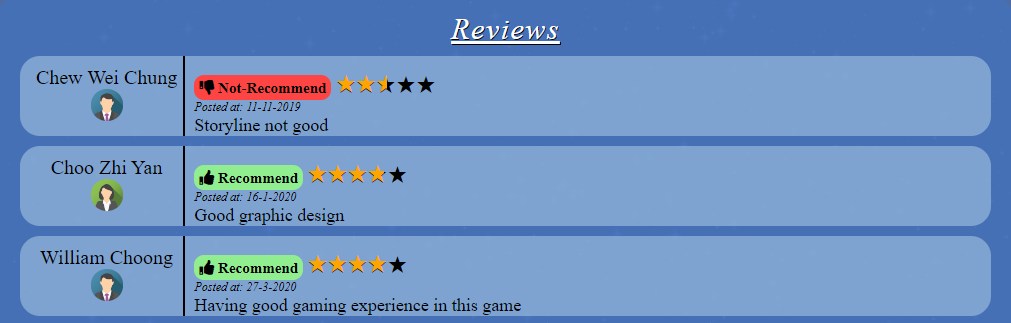 Reviews
Chew Wei Chung
Not-Recommend
Posted at: 11-11-2019
Storyline not good
Choo Zhi Yan
Recommend
Posted at: 16-1-2020
Good graphic design
William Choong
Recommend
Posted at: 27-3-2020
Having good gaming experience in this game